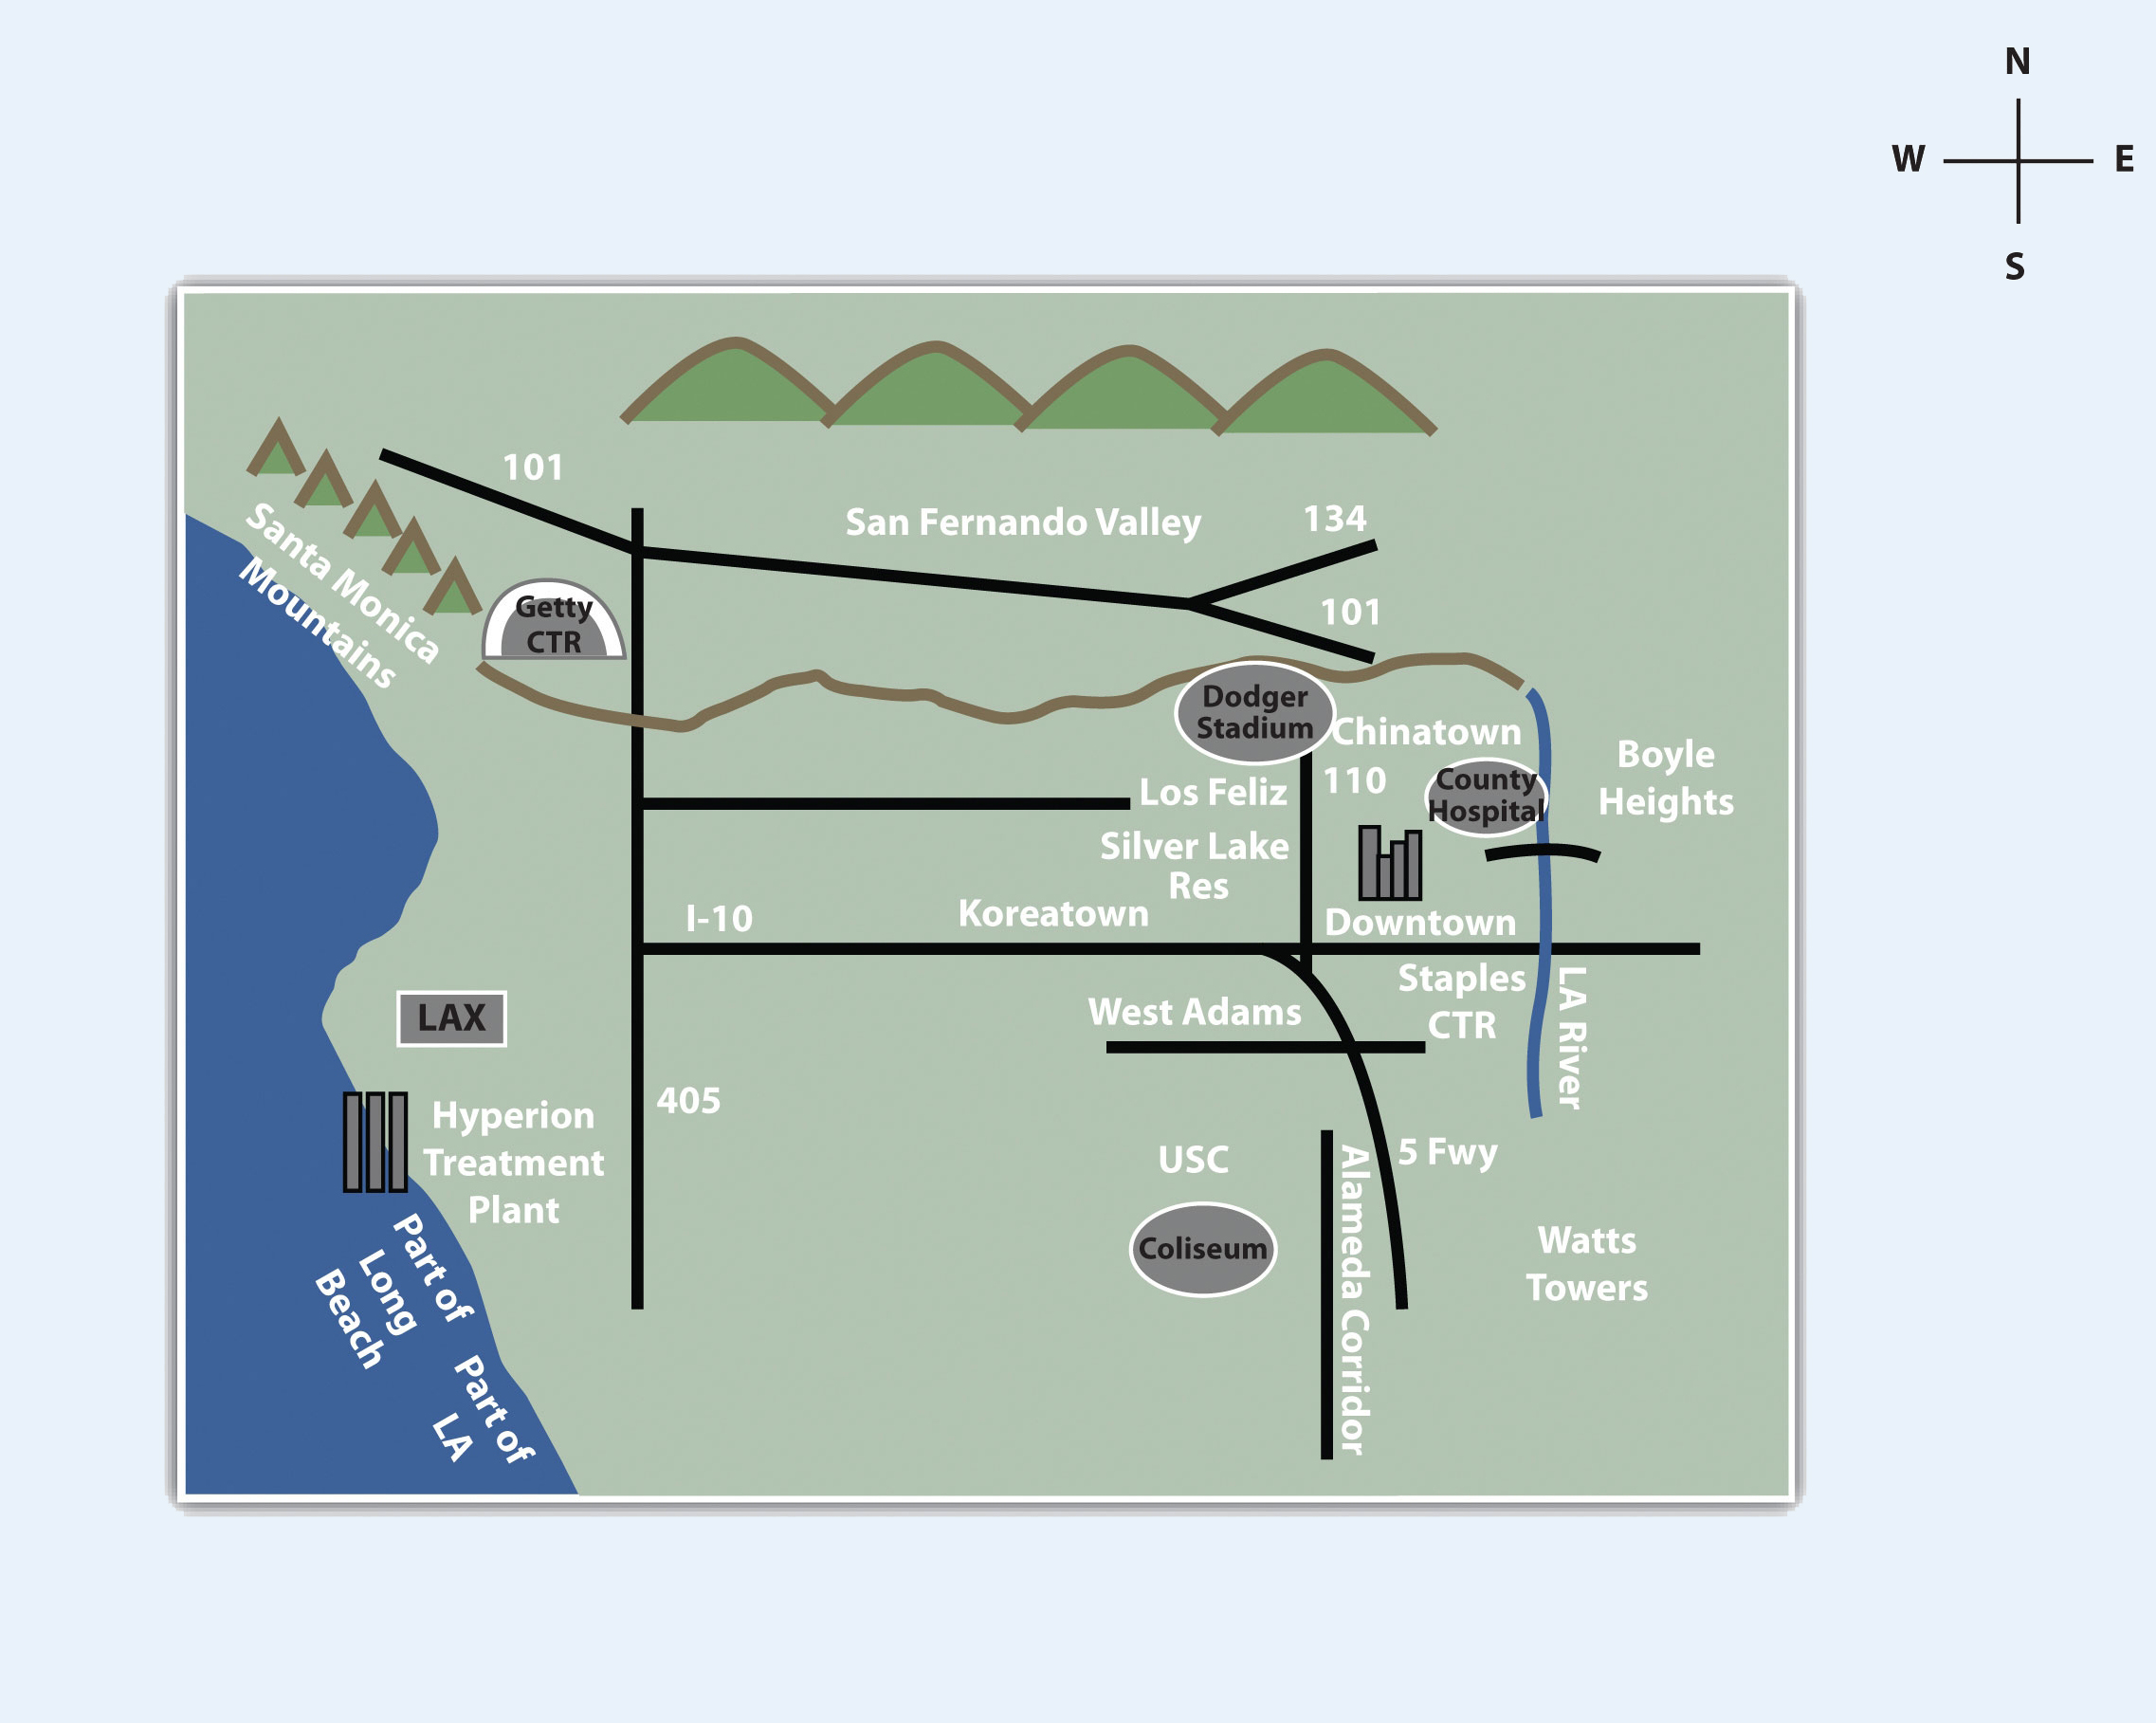 N
W
E
S
101
San Fernando Valley
134
Santa Monica
Mountains
Getty
CTR
101
Dodger
Stadium
Chinatown
110
County
Hospital
Boyle
Heights
Los Feliz
Silver Lake
Res
I-10
Koreatown
Downtown
LAX
West Adams
Staples
CTR
LA River
405
Hyperion
Treatment
Plant
USC
5 Fwy
Coliseum
Alameda Corridor
Watts
Towers
Part of
Long
Beach
Part of
LA